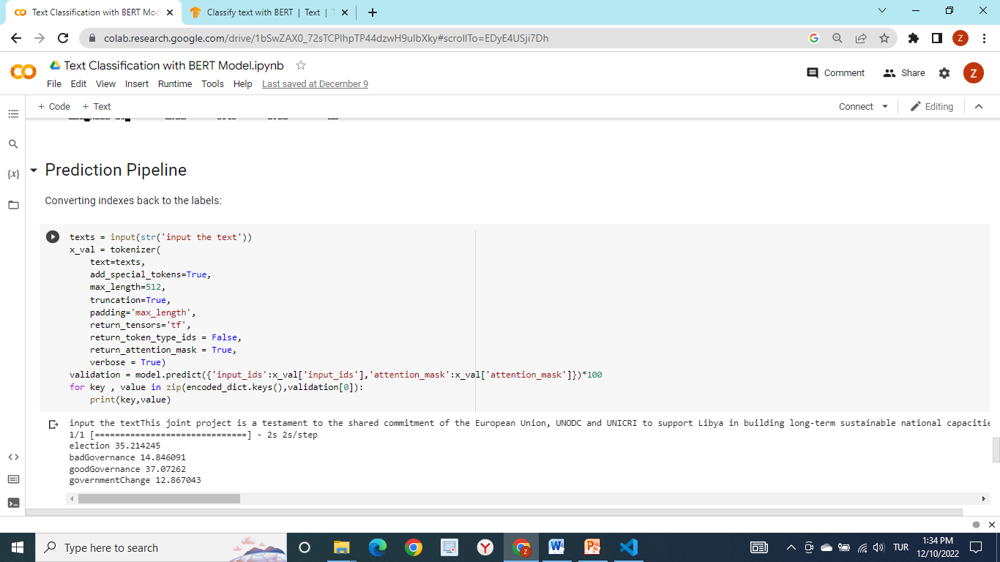 Text Classification with BERT Mod
Classify text with BERT | Text | T
colab.research.google.com/drive/1bSwZAX0_72sTCPIhpTP44dzwH9ulbXky#scrollTo=EDyE4USji7Dh
Z
Text Classification with BERT Model.ipynb
Comment
Share
Z
File Edit View Insert Runtime Tools Help Last saved at December 9
+ Code + Text
Connect
Editing
{x}
Prediction Pipeline
Converting indexes back to the labels:
texts = input(str('input the text'))
x_val = tokenizer(
text=texts,
add_special_tokens=True,
max_length=512,
truncation=True,
padding='max_length',
return_tensors='tf',
return_token_type_ids = False,
return_attention_mask = True,
verbose = True)
validation = model.predict({'input_ids':x_val['input_ids'],'attention_mask':x_val['attention_mask']})*100
for key , value in zip(encoded_dict.keys(),validation[0]):
print(key,value)
input the textThis joint project is a testament to the shared commitment of the European Union, UNODC and UNICRI to support Libya in building long-term sustainable national capacitie
1/1 [==============================] - 2s 2s/step
election 35.214245
badGovernance 14.846091
goodGovernance 37.07262
governmentChange 12.867043
Type here to search
TUR
1:34 PM
12/10/2022